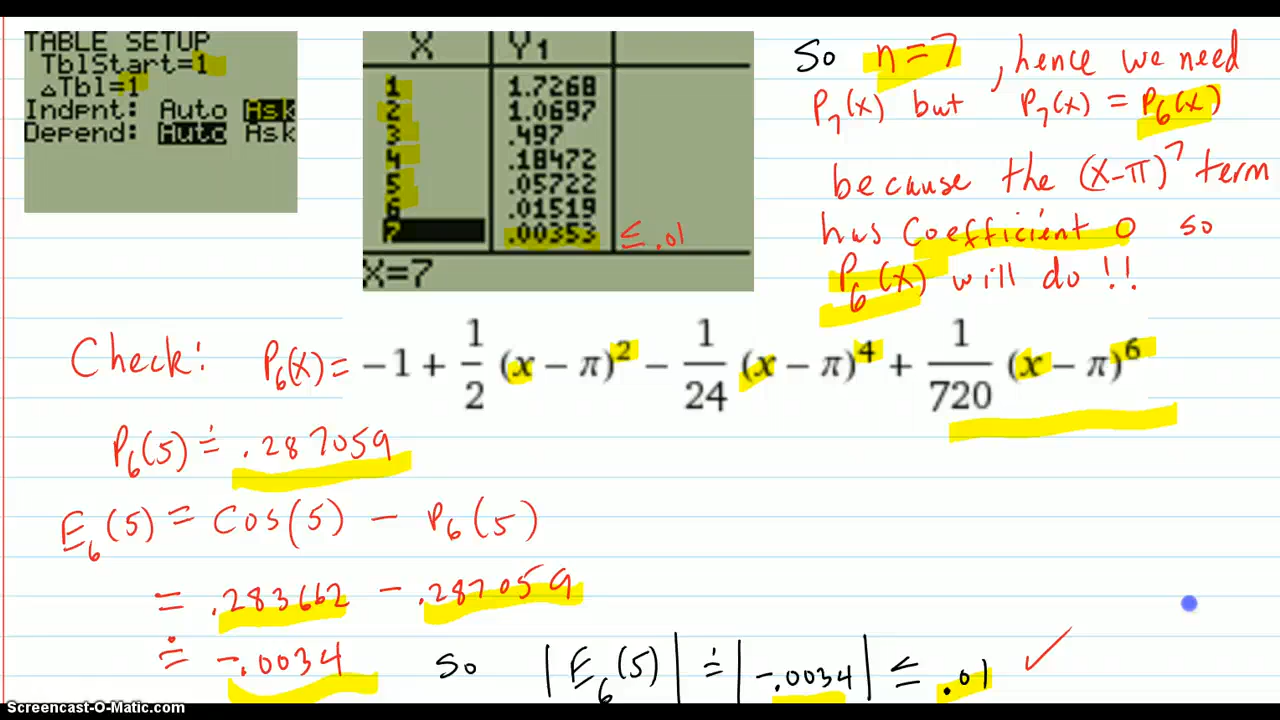 TABLE SETUP
TblStart=1
△Tbl=1
Indpnt: Auto Ask
Depend: Auto Ask
X Y₁
1 1.7268
2 1.0697
3 .497
4 .18472
5 .05722
6 .01519
7 .00353 ≤ .01
X=7
So n = 7 , hence we need
P₇(x) but P₇(x) = P₆(x)
because the (x-π)⁷ term
has coefficient 0 so
P₆(x) will do !!
Check: P₆(x) = −1 + 1/2 (x − π)² − 1/24 (x − π)⁴ + 1/720 (x − π)⁶
P₆(5) ≐ .287059
E₆(5) = Cos(5) − P₆(5)
= .283662 − .287059
≐ −.0034 So |E₆(5)| ≐ |−.0034| ≤ .01 ✓
Screencast-O-Matic.com